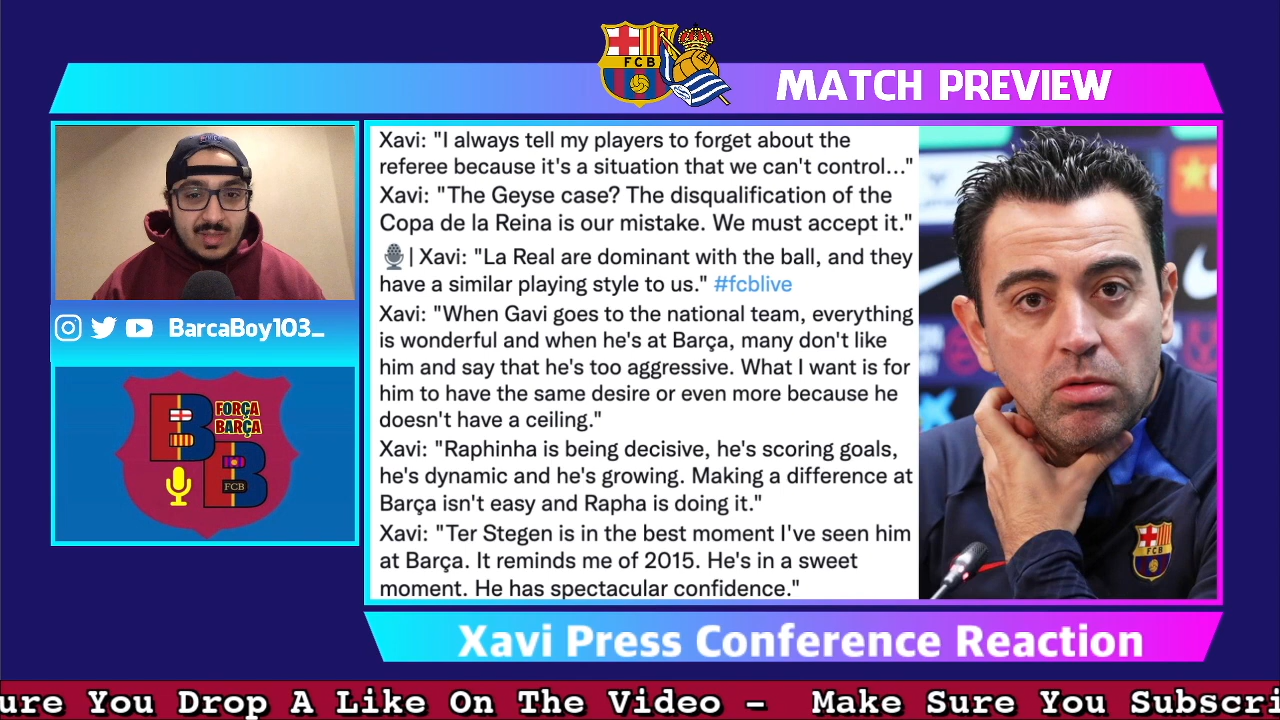 FCB
MATCH PREVIEW
Xavi: "I always tell my players to forget about the
referee because it's a situation that we can't control..."
Xavi: "The Geyse case? The disqualification of the
Copa de la Reina is our mistake. We must accept it."
🎙️| Xavi: "La Real are dominant with the ball, and they
have a similar playing style to us." #fcblive
Xavi: "When Gavi goes to the national team, everything
is wonderful and when he's at Barça, many don't like
him and say that he's too aggressive. What I want is for
him to have the same desire or even more because he
doesn't have a ceiling."
Xavi: "Raphinha is being decisive, he's scoring goals,
he's dynamic and he's growing. Making a difference at
Barça isn't easy and Rapha is doing it."
Xavi: "Ter Stegen is in the best moment I've seen him
at Barça. It reminds me of 2015. He's in a sweet
moment. He has spectacular confidence."
BarcaBoy103_
FORÇA
BARÇA
B
B
FCB
FCB
Xavi Press Conference Reaction
ure You Drop A Like On The Video – Make Sure You Subscri